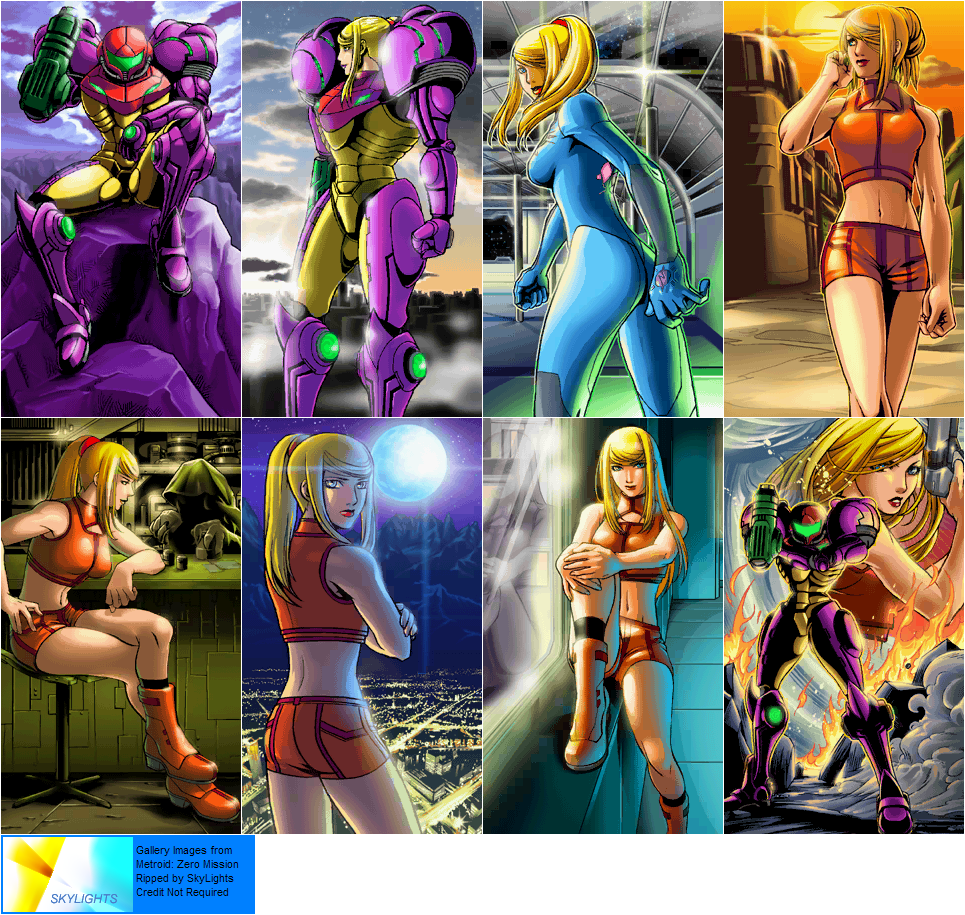 SKYLIGHTS
Gallery Images from
Metroid: Zero Mission
Ripped by SkyLights
Credit Not Required